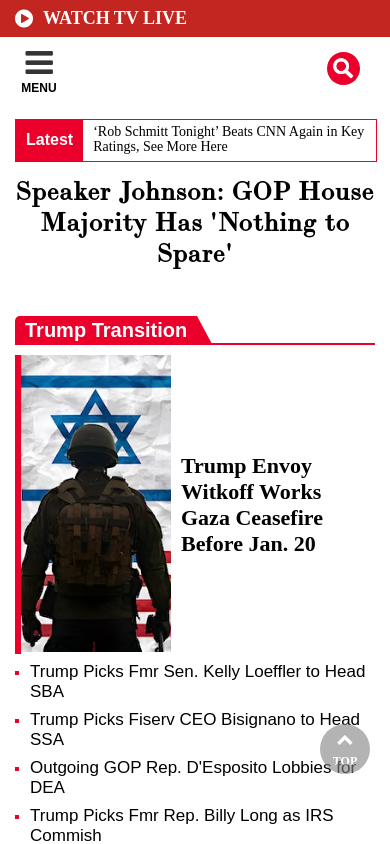 WATCH TV LIVE
MENU
Latest
‘Rob Schmitt Tonight’ Beats CNN Again in Key
Ratings, See More Here
Speaker Johnson: GOP House
Majority Has 'Nothing to
Spare'
Trump Transition
Trump Envoy
Witkoff Works
Gaza Ceasefire
Before Jan. 20
Trump Picks Fmr Sen. Kelly Loeffler to Head
SBA
Trump Picks Fiserv CEO Bisignano to Head
SSA
Outgoing GOP Rep. D'Esposito Lobbies for
DEA
TOP
Trump Picks Fmr Rep. Billy Long as IRS
Commish